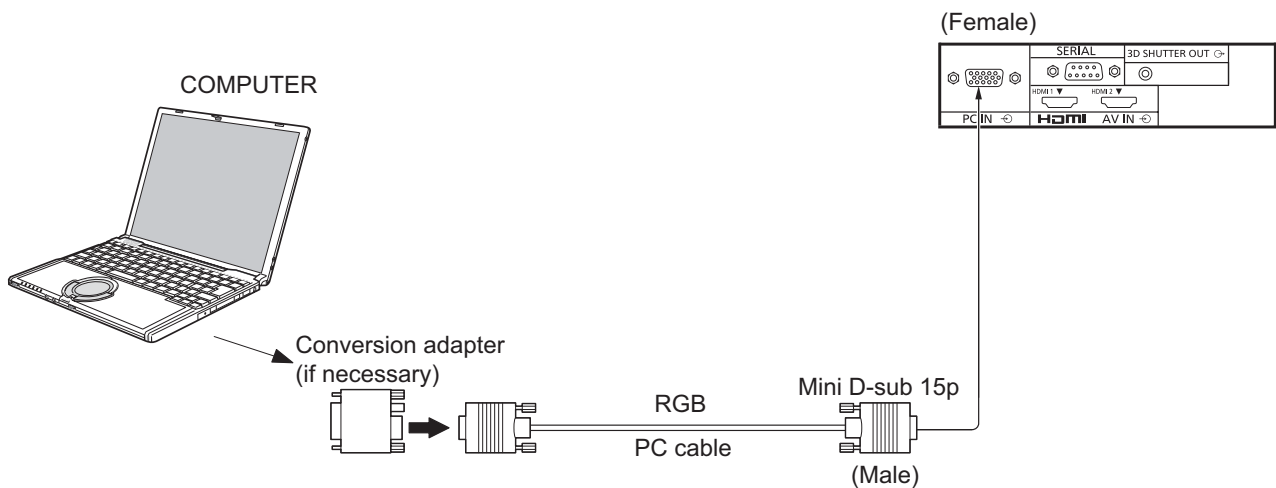 (Female)
SERIAL
3D SHUTTER OUT
HDMI 1
HDMI 2
PC IN
HDMI
AV IN
COMPUTER
Conversion adapter
(if necessary)
RGB
PC cable
Mini D-sub 15p
(Male)